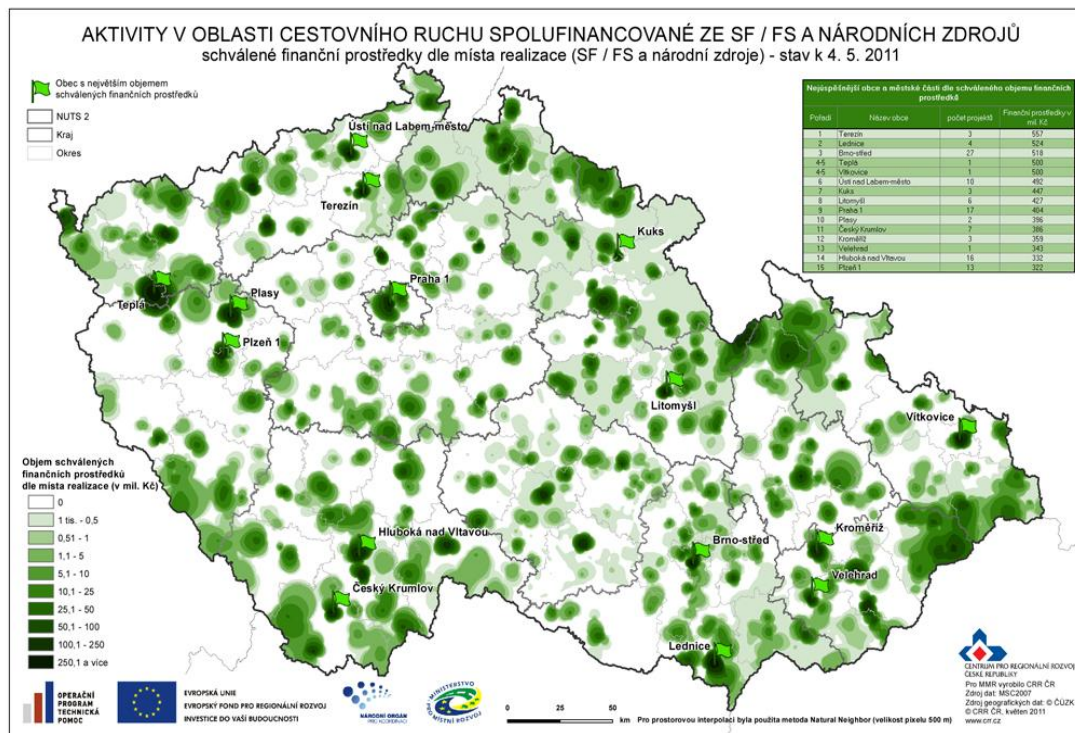 AKTIVITY V OBLASTI CESTOVNÍHO RUCHU SPOLUFINANCOVANÉ ZE SF / FS A NÁRODNÍCH ZDROJŮ
schválené finanční prostředky dle místa realizace (SF / FS a národní zdroje) - stav k 4. 5. 2011
Obec s největším objemem
schválených finančních prostředků
NUTS 2
Kraj
Okres
Nejúspěšnější obce a městské části dle schváleného objemu finančních
prostředků
Pořadí Název obce počet projektů Finanční prostředky v mil. Kč
1 Terezín 3 557
2 Lednice 4 524
3 Brno-střed 27 518
4-5 Teplá 1 500
4-5 Vítkovice 1 500
6 Ústí nad Labem-město 10 492
7 Kuks 3 447
8 Litomyšl 6 427
9 Praha 1 17 404
10 Plasy 2 396
11 Český Krumlov 7 386
12 Kroměříž 3 359
13 Velehrad 1 343
14 Hluboká nad Vltavou 16 332
15 Plzeň 1 13 322
Ústí nad Labem-město
Terezín
Kuks
Praha 1
Teplá
Plasy
Plzeň 1
Litomyšl
Vítkovice
Hluboká nad Vltavou
Kroměříž
Brno-střed
Velehrad
Český Krumlov
Lednice
Objem schválených
finančních prostředků
dle místa realizace (v mil. Kč)
0
1 tis. - 0,5
0,51 - 1
1,1 - 5
5,1 - 10
10,1 - 25
25,1 - 50
50,1 - 100
100,1 - 250
250,1 a více
OPERAČNÍ
PROGRAM
TECHNICKÁ
POMOC
EVROPSKÁ UNIE
EVROPSKÝ FOND PRO REGIONÁLNÍ ROZVOJ
INVESTICE DO VAŠÍ BUDOUCNOSTI
NÁRODNÍ ORGÁN
PRO KOORDINACI
MINISTERSTVO
PRO MÍSTNÍ ROZVOJ
0 25 50
km
Pro prostorovou interpolaci byla použita metoda Natural Neighbor (velikost pixelu 500 m)
CENTRUM PRO REGIONÁLNÍ ROZVOJ
ČESKÉ REPUBLIKY
Pro MMR vyrobilo CRR ČR
Zdroj dat: MSC2007
Zdroj geografických dat: © ČÚZK
© CRR ČR, květen 2011
www.crr.cz